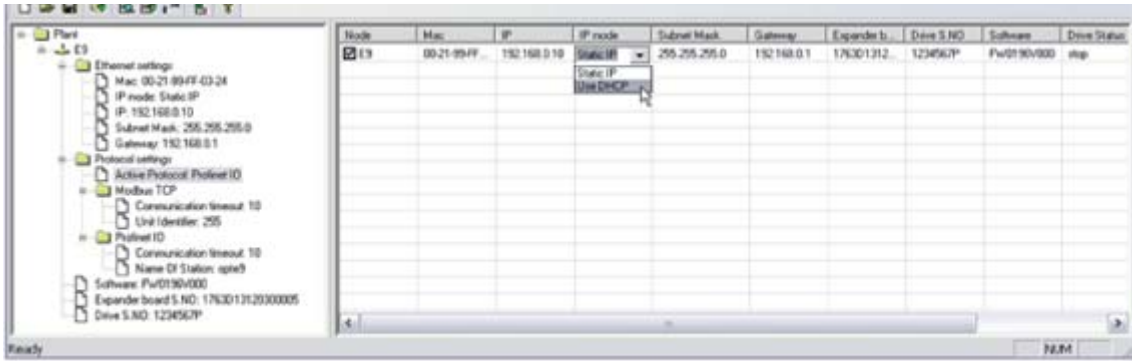 Plant
E9
Ethernet settings
Mac: 00-21-99-FF-03-24
IP mode: Static IP
IP: 192.168.0.10
Subnet Mask: 255.255.255.0
Gateway: 192.168.0.1
Protocol settings
Active Protocol: Profinet IO
Modbus TCP
Communication timeout: 10
Unit Identifier: 255
Profinet IO
Communication timeout: 10
Name Of Station: opte9
Software: FW0190V000
Expander board S.NO: 1763D13120300005
Drive S.NO: 1234567P
Node Mac IP IP mode Subnet Mask Gateway Expander b... Drive S.NO Software Drive Status
E9 00-21-99-FF... 192.168.0.10 Static IP 255.255.255.0 192.168.0.1 1763D1312... 1234567P FW0190V000 stop
Static IP
Use DHCP
Ready NUM